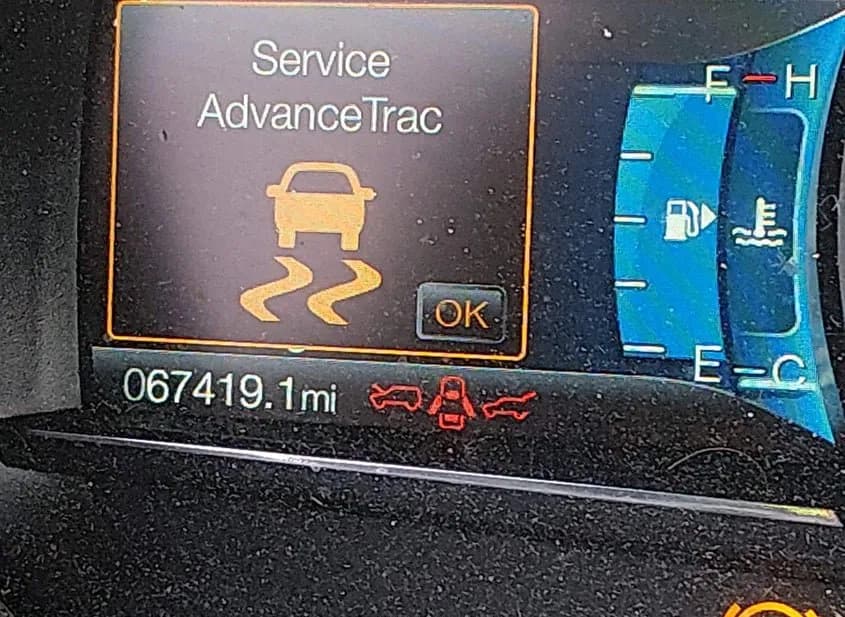 Service
AdvanceTrac
OK
067419.1mi
F H
E C